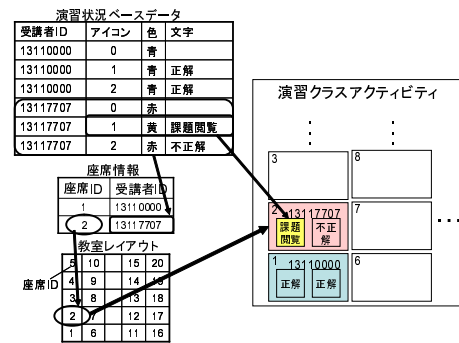 演習状況ベースデータ
受講者ID アイコン 色 文字
13110000 0 青
13110000 1 青 正解
13110000 2 青 正解
13117707 0 赤
13117707 1 黄 課題閲覧
13117707 2 赤 不正解
座席情報
座席ID 受講者ID
1 13110000
2 13117707
教室レイアウト
座席ID
5 10 15 20
4 9 14 19
3 8 13 18
2 7 12 17
1 6 11 16
演習クラスアクティビティ
3 8
2 13117707 7
課題閲覧 不正解
1 13110000 6
正解 正解